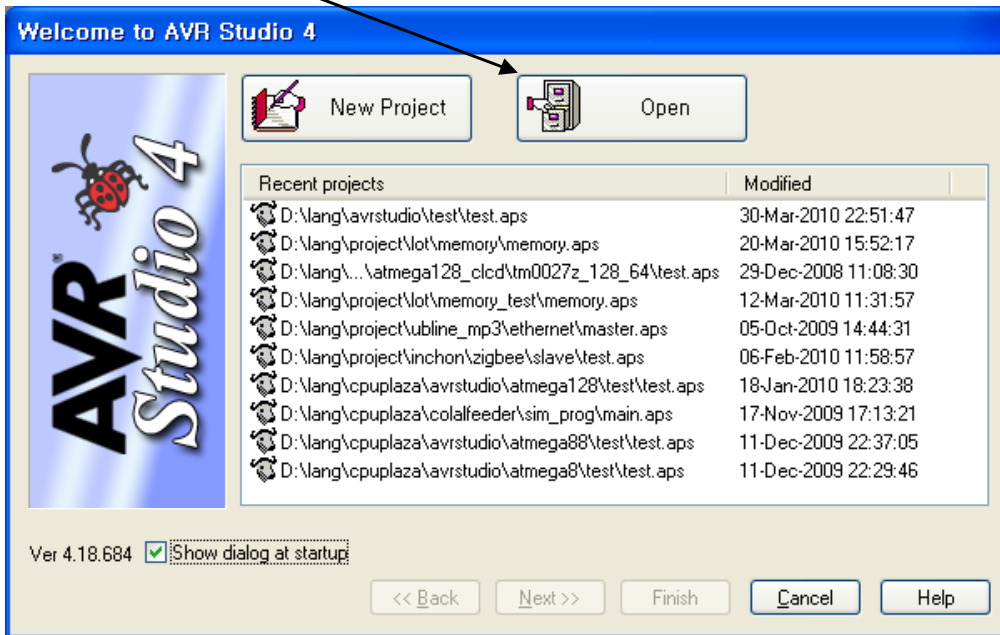 Welcome to AVR Studio 4
New Project
Open
AVR® Studio 4
Recent projects Modified
D:\lang\avrstudio\test\test.aps 30-Mar-2010 22:51:47
D:\lang\project\lot\memory\memory.aps 20-Mar-2010 15:52:17
D:\lang\...\atmega128_clcd\tm0027z_128_64\test.aps 29-Dec-2008 11:08:30
D:\lang\project\lot\memory_test\memory.aps 12-Mar-2010 11:31:57
D:\lang\project\ubline_mp3\ethernet\master.aps 05-Oct-2009 14:44:31
D:\lang\project\inchon\zigbee\slave\test.aps 06-Feb-2010 11:58:57
D:\lang\cpuplaza\avrstudio\atmega128\test\test.aps 18-Jan-2010 18:23:38
D:\lang\cpuplaza\colalfeeder\sim_prog\main.aps 17-Nov-2009 17:13:21
D:\lang\cpuplaza\avrstudio\atmega88\test\test.aps 11-Dec-2009 22:37:05
D:\lang\cpuplaza\avrstudio\atmega8\test\test.aps 11-Dec-2009 22:29:46
Ver 4.18.684 Show dialog at startup
<< Back Next >> Finish Cancel Help